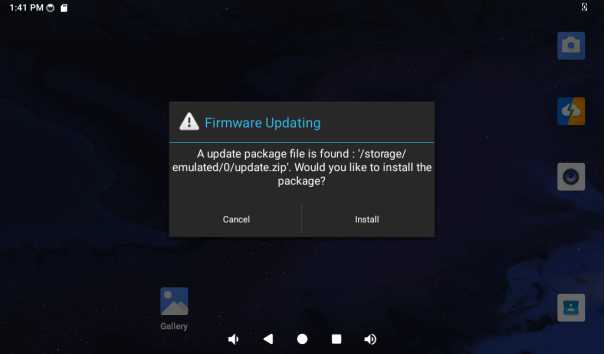 1:41 PM
Firmware Updating
A update package file is found : '/storage/
emulated/0/update.zip'. Would you like to install the
package?
Cancel
Install
Gallery